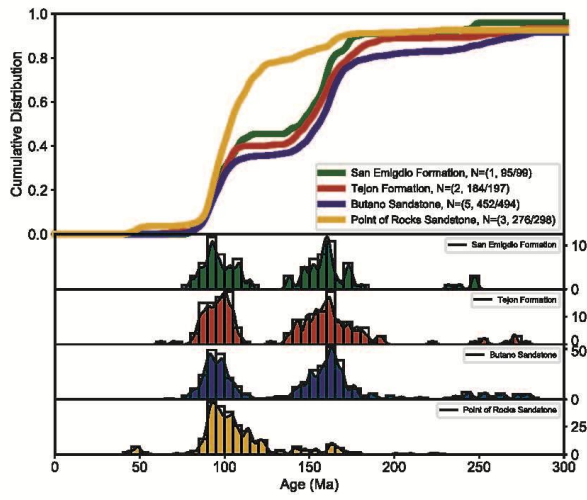 1.0
0.8
0.6
0.4
0.2
0.0
Cumulative Distribution
San Emigdio Formation, N=(1, 95/99)
Tejon Formation, N=(2, 184/197)
Butano Sandstone, N=(5, 452/494)
Point of Rocks Sandstone, N=(3, 276/298)
San Emigdio Formation
10
0
Tejon Formation
10
0
Butano Sandstone
50
0
Point of Rocks Sandstone
25
0
0 50 100 150 200 250 300
Age (Ma)